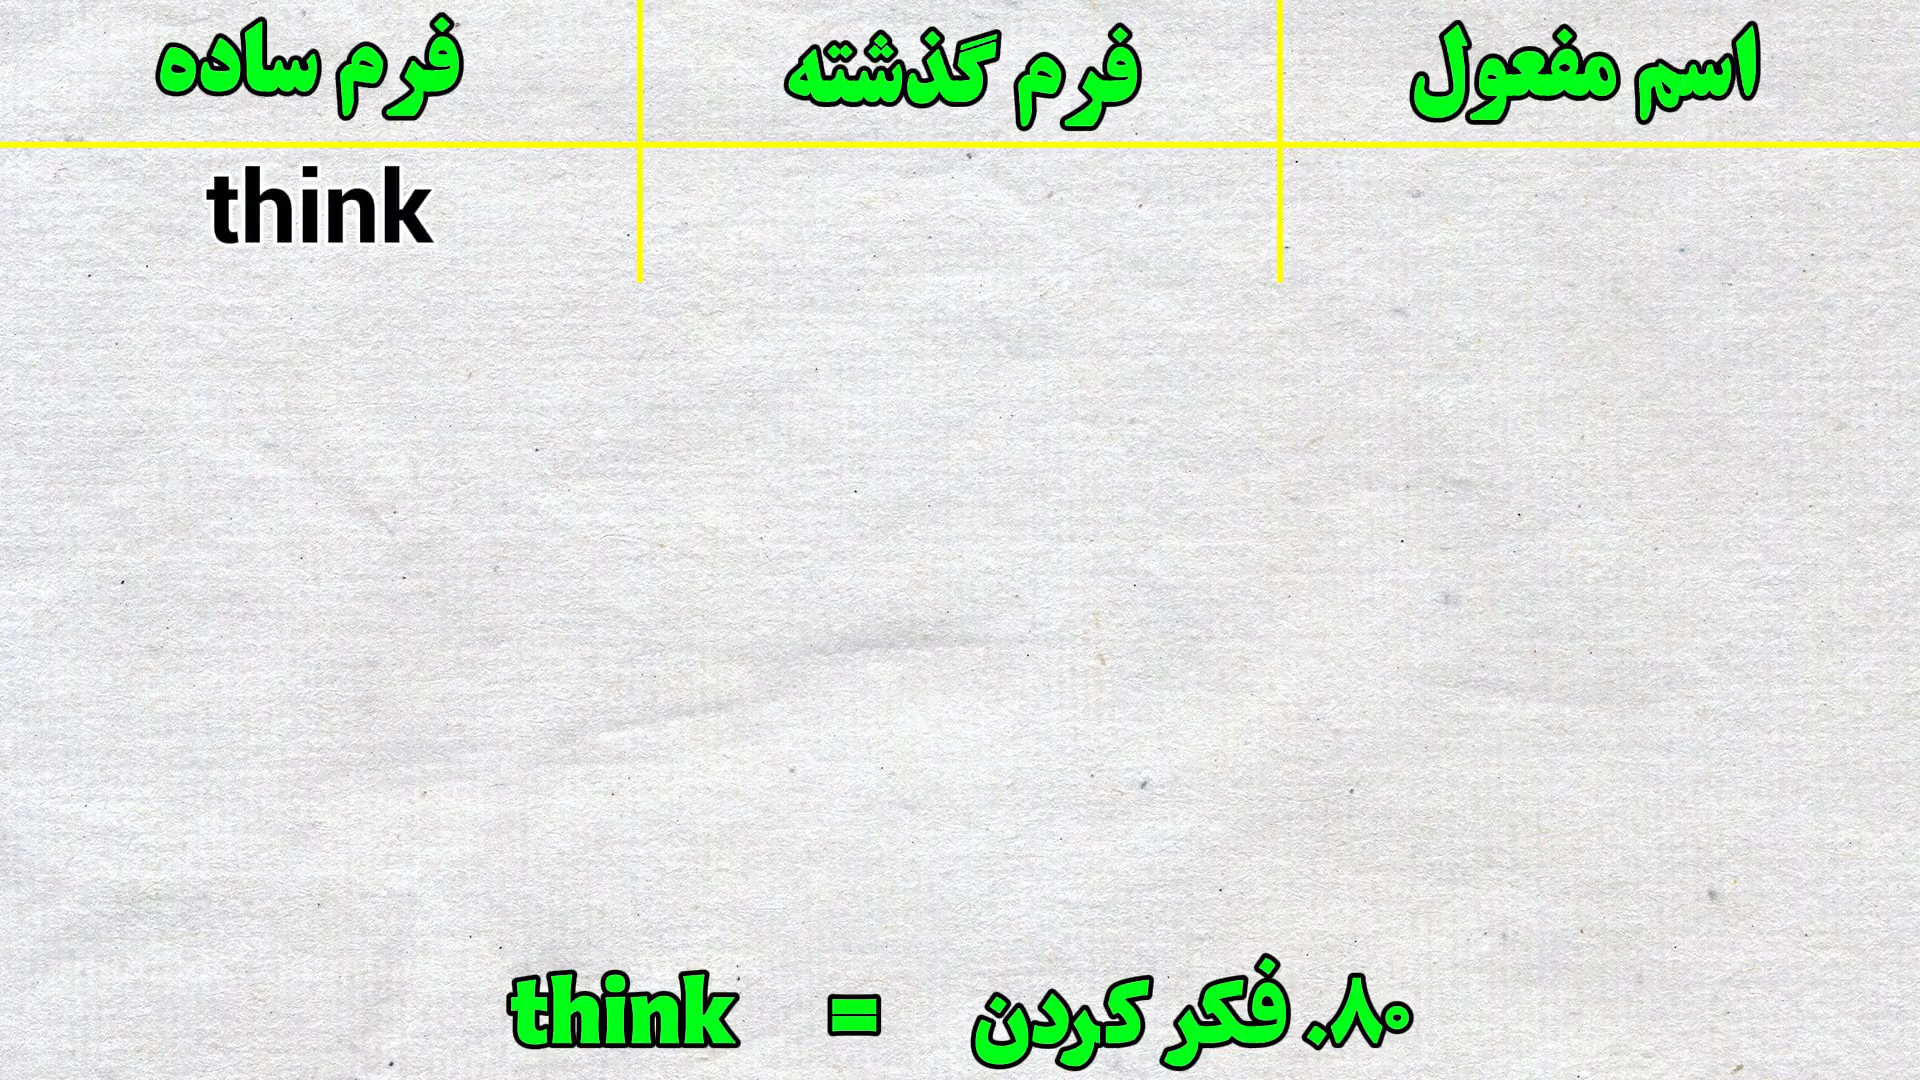 فرم ساده
فرم گذشته
اسم مفعول
think
think = ۸۰. فکر کردن